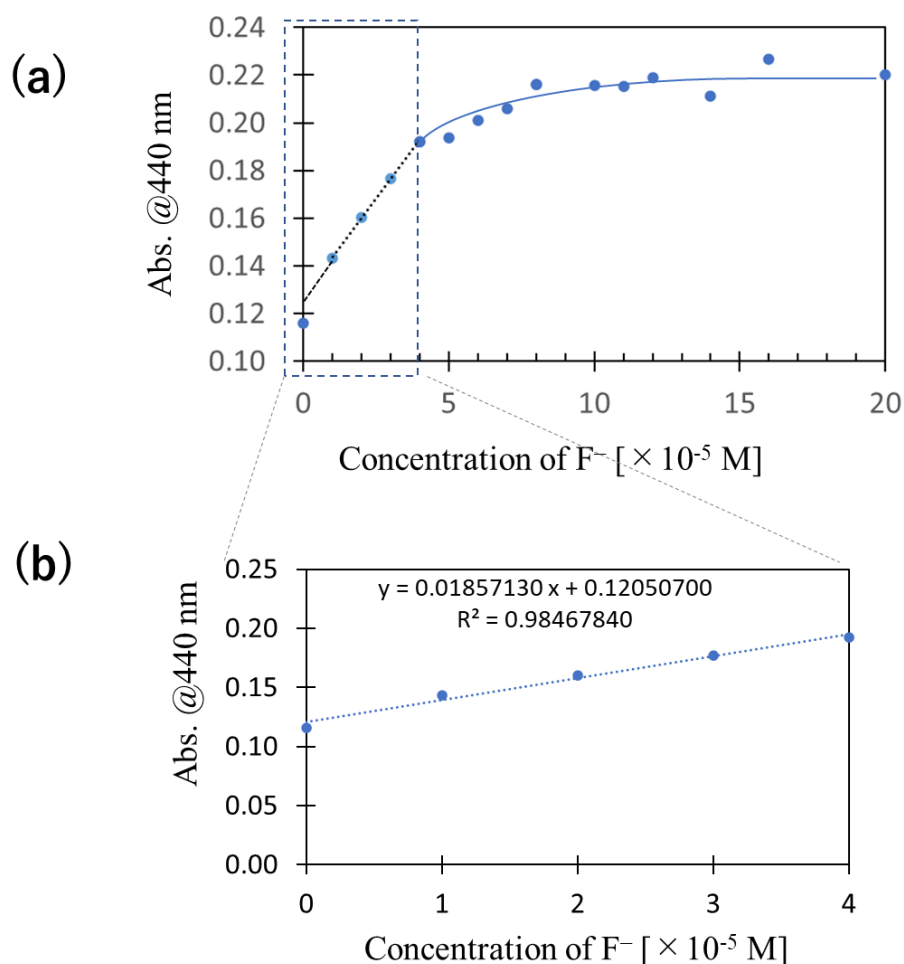 (a)
Abs. @440 nm
0.24
0.22
0.20
0.18
0.16
0.14
0.12
0.10
0 5 10 15 20
Concentration of F⁻ [ × 10⁻⁵ M]
(b)
Abs. @440 nm
0.25
0.20
0.15
0.10
0.05
0.00
y = 0.01857130 x + 0.12050700
R² = 0.98467840
0 1 2 3 4
Concentration of F⁻ [ × 10⁻⁵ M]